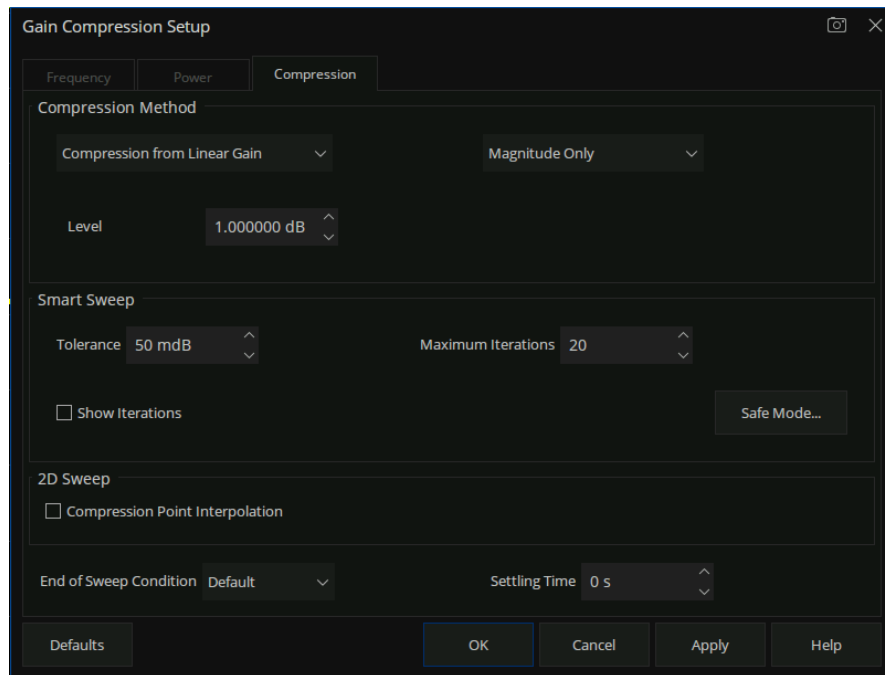 Gain Compression Setup
Frequency Power Compression
Compression Method
Compression from Linear Gain Magnitude Only
Level 1.000000 dB
Smart Sweep
Tolerance 50 mdB Maximum Iterations 20
Show Iterations Safe Mode...
2D Sweep
Compression Point Interpolation
End of Sweep Condition Default Settling Time 0 s
Defaults OK Cancel Apply Help